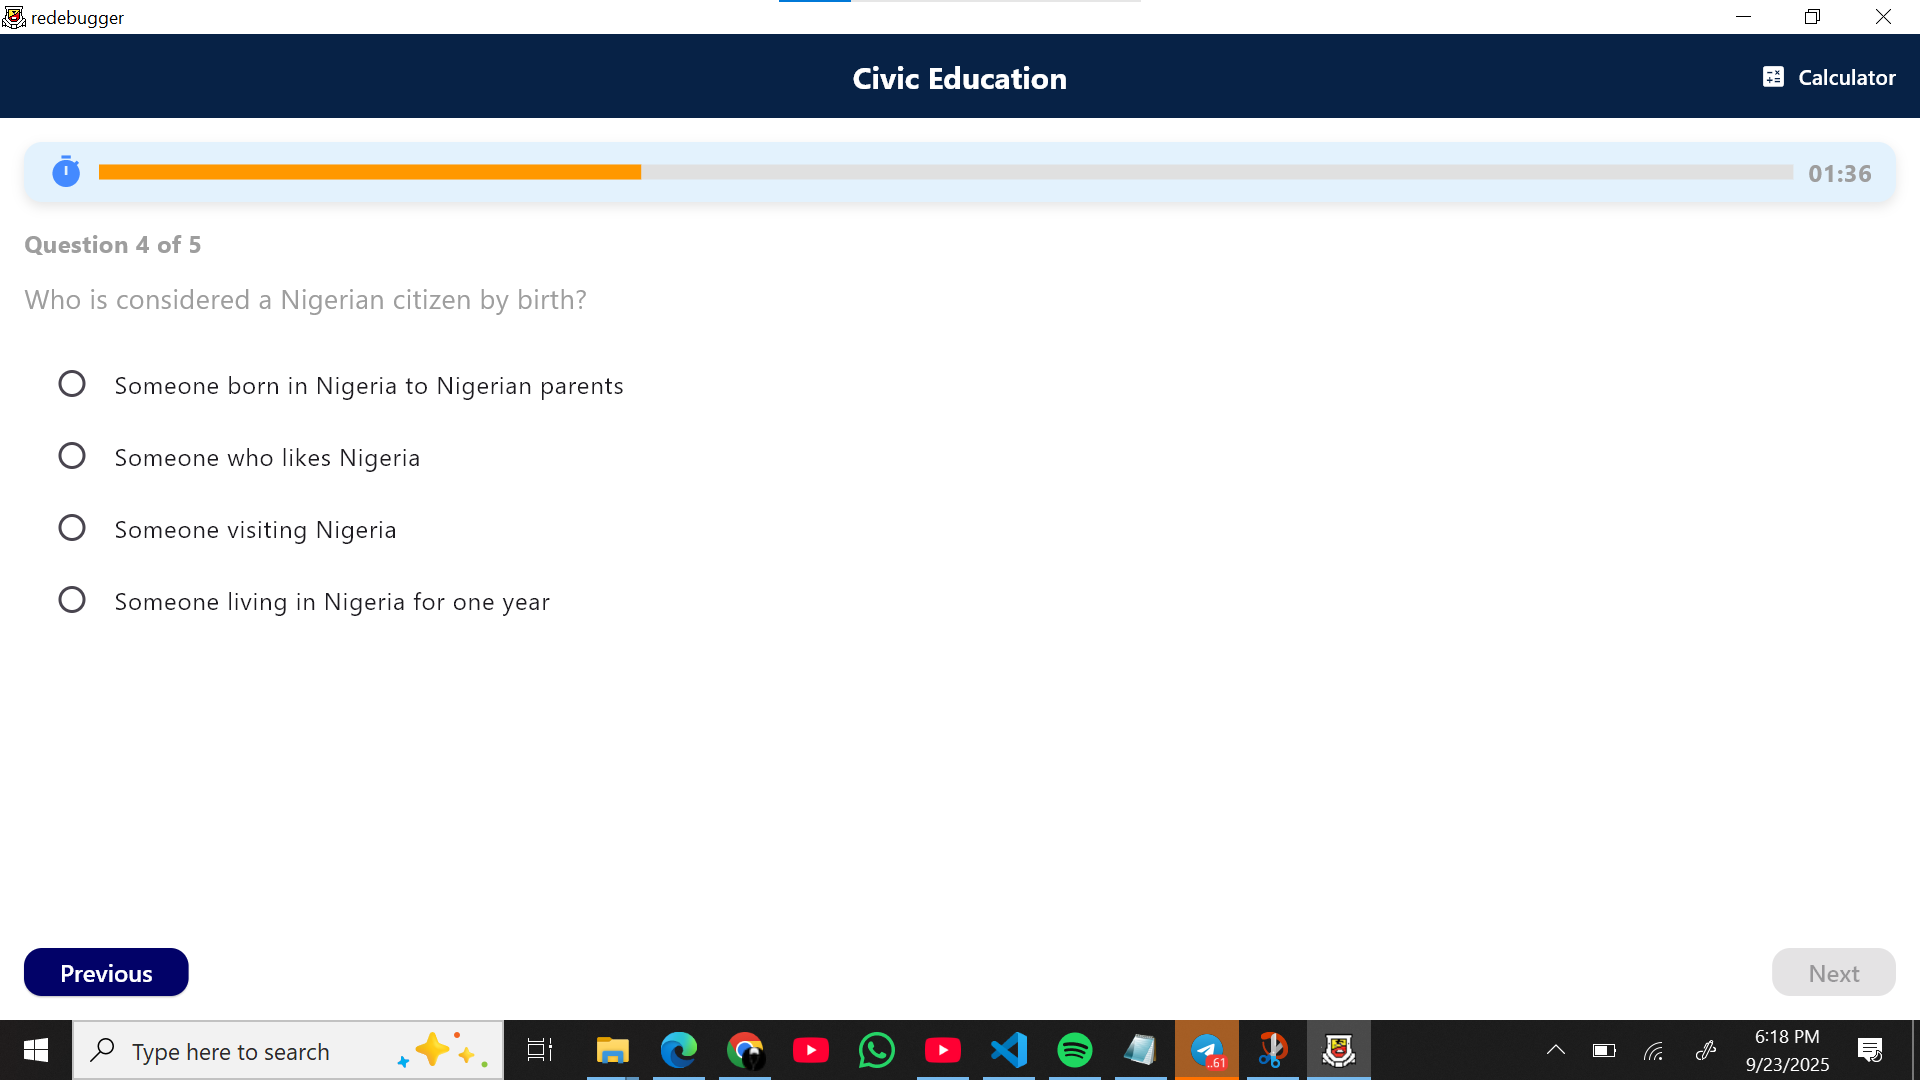 redebugger
Civic Education
Calculator
01:36
Question 4 of 5
Who is considered a Nigerian citizen by birth?
Someone born in Nigeria to Nigerian parents
Someone who likes Nigeria
Someone visiting Nigeria
Someone living in Nigeria for one year
Previous
Next
Type here to search
..61
6:18 PM
9/23/2025